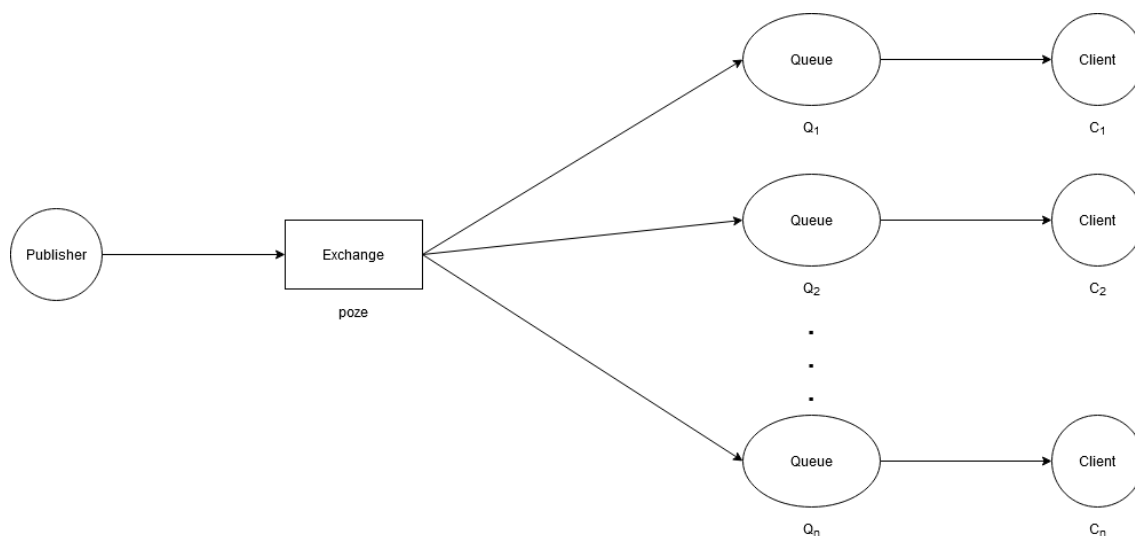 Queue
Client
Q1
C1
Queue
Client
Publisher
Exchange
Q2
C2
poze
Queue
Client
Qn
Cn